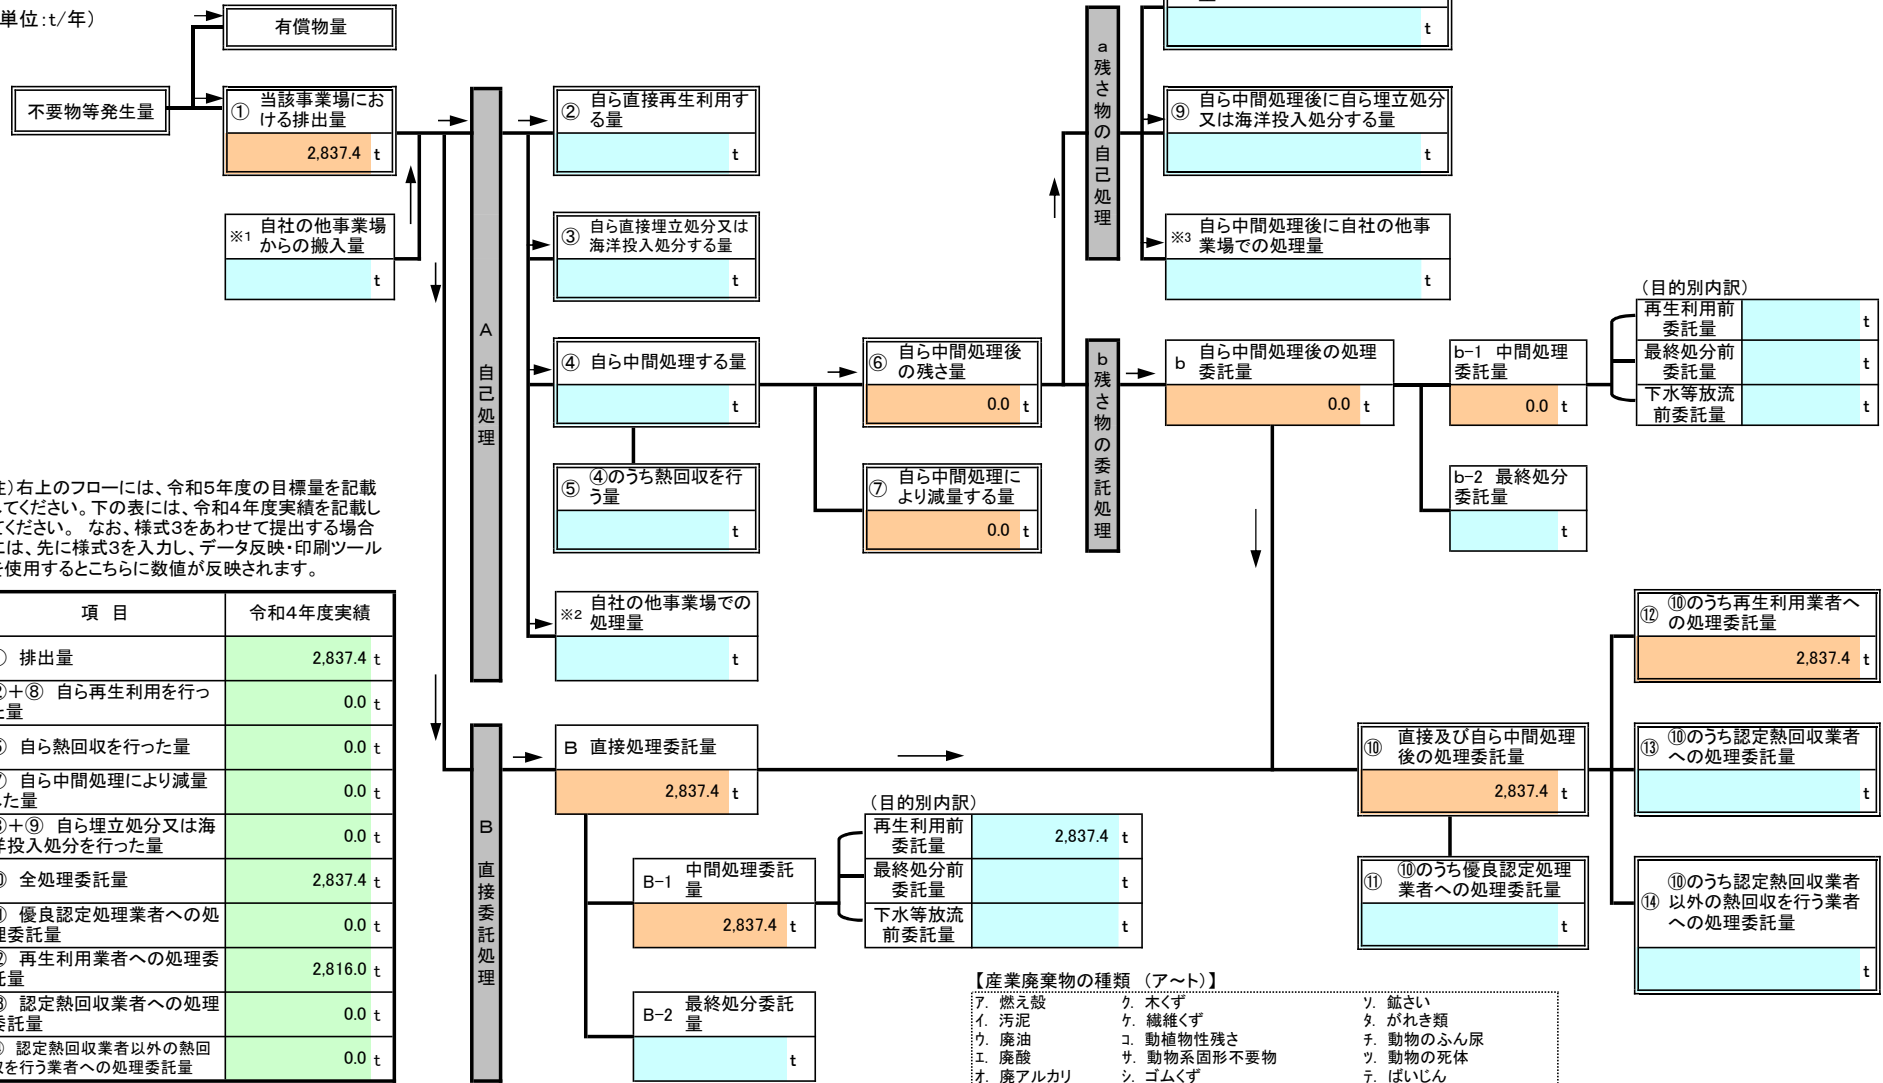 単位:t/年)
有償物量
不要物等発生量
① 当該事業場にお
ける排出量
2,837.4 t
※1 自社の他事業場
からの搬入量
t
A 自己処理
② 自ら直接再生利用す
る量
t
③ 自ら直接埋立処分又は
海洋投入処分する量
t
④ 自ら中間処理する量
t
⑤ ④のうち熱回収を行
う量
t
※2 自社の他事業場での
処理量
t
⑥ 自ら中間処理後
の残さ量
0.0 t
⑦ 自ら中間処理に
より減量する量
0.0 t
a 残さ物の自己処理
t
⑨ 自ら中間処理後に自ら埋立処分
又は海洋投入処分する量
t
※3 自ら中間処理後に自社の他事
業場での処理量
t
b 残さ物の委託処理
b 自ら中間処理後の処理
委託量
0.0 t
b-1 中間処理
委託量
0.0 t
b-2 最終処分
委託量
t
(目的別内訳)
再生利用前
委託量
t
最終処分前
委託量
t
下水等放流
前委託量
t
)右上のフローには、令和5年度の目標量を記載
してください。下の表には、令和4年度実績を記載し
てください。 なお、様式3をあわせて提出する場合
には、先に様式3を入力し、データ反映・印刷ツール
を使用するとこちらに数値が反映されます。
項 目 令和4年度実績
排出量 2,837.4 t
+⑧ 自ら再生利用を行っ
た量 0.0 t
自ら熱回収を行った量 0.0 t
自ら中間処理により減量
した量 0.0 t
+⑨ 自ら埋立処分又は海
洋投入処分を行った量 0.0 t
全処理委託量 2,837.4 t
優良認定処理業者への処
理委託量 0.0 t
再生利用業者への処理委
託量 2,816.0 t
認定熱回収業者への処理
委託量 0.0 t
認定熱回収業者以外の熱回
収を行う業者への処理委託量 0.0 t
B 直接委託処理
B 直接処理委託量
2,837.4 t
B-1 中間処理委託
量
2,837.4 t
B-2 最終処分委託
量
t
(目的別内訳)
再生利用前
委託量
2,837.4 t
最終処分前
委託量
t
下水等放流
前委託量
t
⑩ 直接及び自ら中間処理
後の処理委託量
2,837.4 t
⑪ ⑩のうち優良認定処理
業者への処理委託量
t
⑫ ⑩のうち再生利用業者へ
の処理委託量
2,837.4 t
⑬ ⑩のうち認定熱回収業者
への処理委託量
t
⑭ ⑩のうち認定熱回収業者
以外の熱回収を行う業者
への処理委託量
t
【産業廃棄物の種類 (ア~ト)】
ア. 燃え殻 ク. 木くず ソ. 鉱さい
イ. 汚泥 ケ. 繊維くず タ. がれき類
ウ. 廃油 コ. 動植物性残さ チ. 動物のふん尿
エ. 廃酸 サ. 動物系固形不要物 ツ. 動物の死体
オ. 廃アルカリ シ. ゴムくず テ. ばいじん